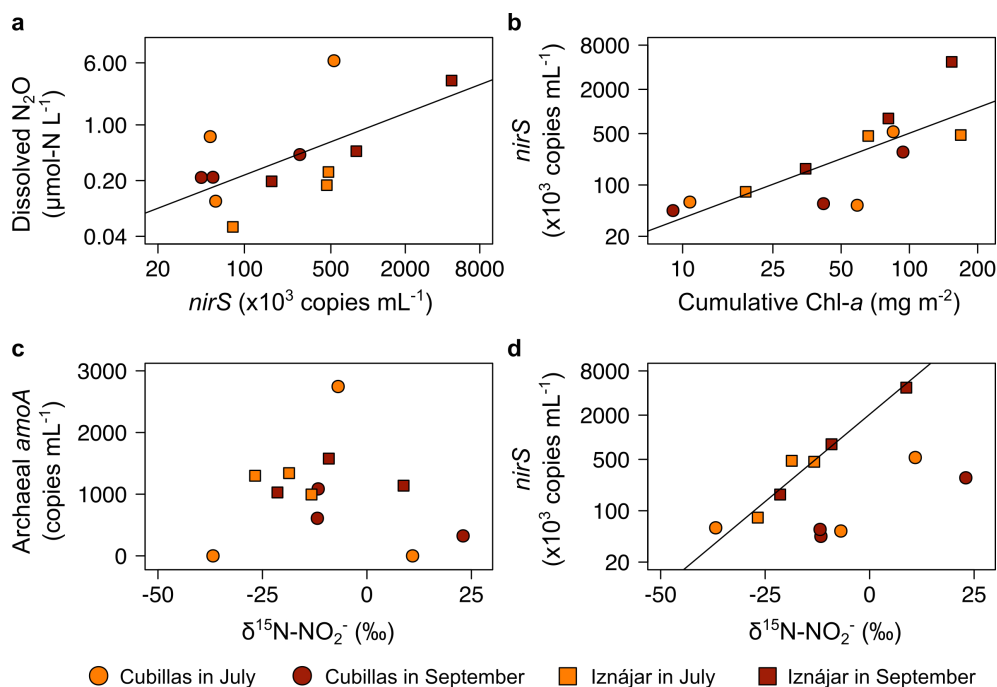 a
6.00
1.00
0.20
0.04
Dissolved N₂O
(µmol-N L⁻¹)
20 100 500 2000 8000
nirS (x10³ copies mL⁻¹)
b
8000
2000
500
100
20
nirS
(x10³ copies mL⁻¹)
10 25 50 100 200
Cumulative Chl-a (mg m⁻²)
c
3000
2000
1000
0
Archaeal amoA
(copies mL⁻¹)
-50 -25 0 25
δ¹⁵N-NO₂⁻ (‰)
d
8000
2000
500
100
20
nirS
(x10³ copies mL⁻¹)
-50 -25 0 25
δ¹⁵N-NO₂⁻ (‰)
Cubillas in July Cubillas in September Iznájar in July Iznájar in September